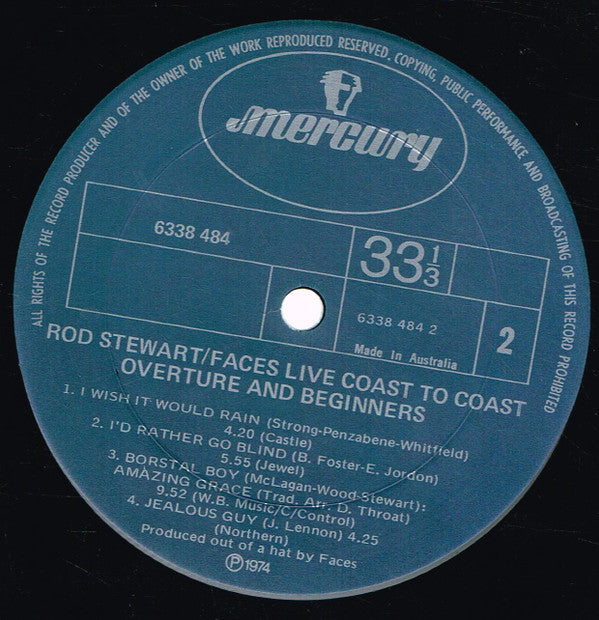 ALL RIGHTS OF THE RECORD PRODUCER AND OF THE OWNER OF THE WORK REPRODUCED RESERVED. COPYING, PUBLIC PERFORMANCE AND BROADCASTING OF THIS RECORD PROHIBITED
mercury
6338 484
33 1/3
6338 484 2
Made In Australia
2
ROD STEWART/FACES LIVE COAST TO COAST
OVERTURE AND BEGINNERS
1. I WISH IT WOULD RAIN (Strong-Penzabene-Whitfield)
4.20 (Castle)
2. I'D RATHER GO BLIND (B. Foster-E. Jordon)
5.55 (Jewel)
3. BORSTAL BOY (McLagan-Wood-Stewart):
AMAZING GRACE (Trad. Arr. D. Throat)
9.52 (W.B. Music/C/Control)
4. JEALOUS GUY (J. Lennon) 4.25
(Northern)
Produced out of a hat by Faces
℗1974